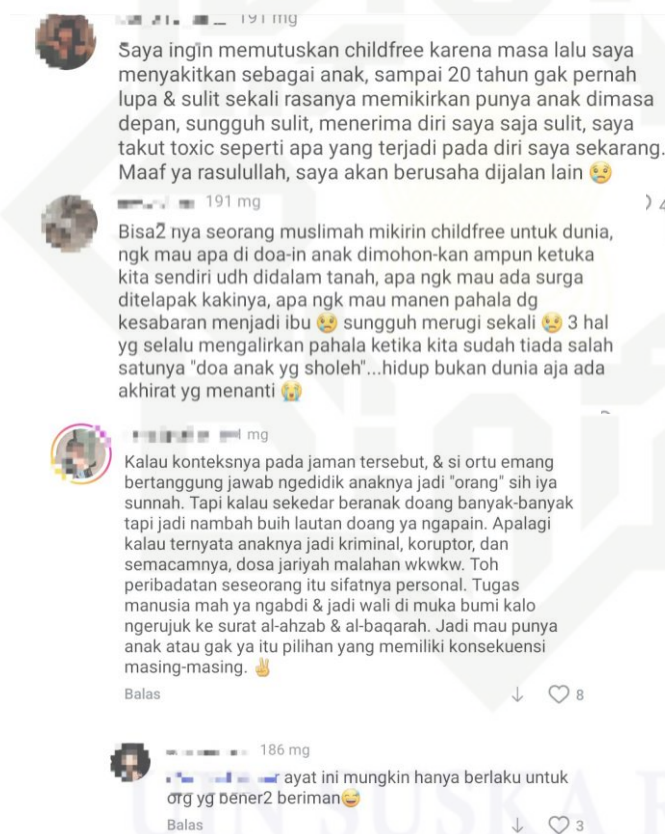 191 mg
Saya ingin memutuskan childfree karena masa lalu saya
menyakitkan sebagai anak, sampai 20 tahun gak pernah
lupa & sulit sekali rasanya memikirkan punya anak dimasa
depan, sungguh sulit, menerima diri saya saja sulit, saya
takut toxic seperti apa yang terjadi pada diri saya sekarang.
Maaf ya rasulullah, saya akan berusaha dijalan lain 😢
191 mg
Bisa2 nya seorang muslimah mikirin childfree untuk dunia,
ngk mau apa di doa-in anak dimohon-kan ampun ketuka
kita sendiri udh didalam tanah, apa ngk mau ada surga
ditelapak kakinya, apa ngk mau manen pahala dg
kesabaran menjadi ibu 😢 sungguh merugi sekali 😢 3 hal
yg selalu mengalirkan pahala ketika kita sudah tiada salah
satunya "doa anak yg sholeh"...hidup bukan dunia aja ada
akhirat yg menanti 😭
mg
Kalau konteksnya pada jaman tersebut, & si ortu emang
bertanggung jawab ngedidik anaknya jadi "orang" sih iya
sunnah. Tapi kalau sekedar beranak doang banyak-banyak
tapi jadi nambah buih lautan doang ya ngapain. Apalagi
kalau ternyata anaknya jadi kriminal, koruptor, dan
semacamnya, dosa jariyah malahan wkwkw. Toh
peribadatan seseorang itu sifatnya personal. Tugas
manusia mah ya ngabdi & jadi wali di muka bumi kalo
ngerujuk ke surat al-ahzab & al-baqarah. Jadi mau punya
anak atau gak ya itu pilihan yang memiliki konsekuensi
masing-masing. ✌
Balas 8
186 mg
ayat ini mungkin hanya berlaku untuk
org yg bener2 beriman😅
Balas 3
UIN SUSKA